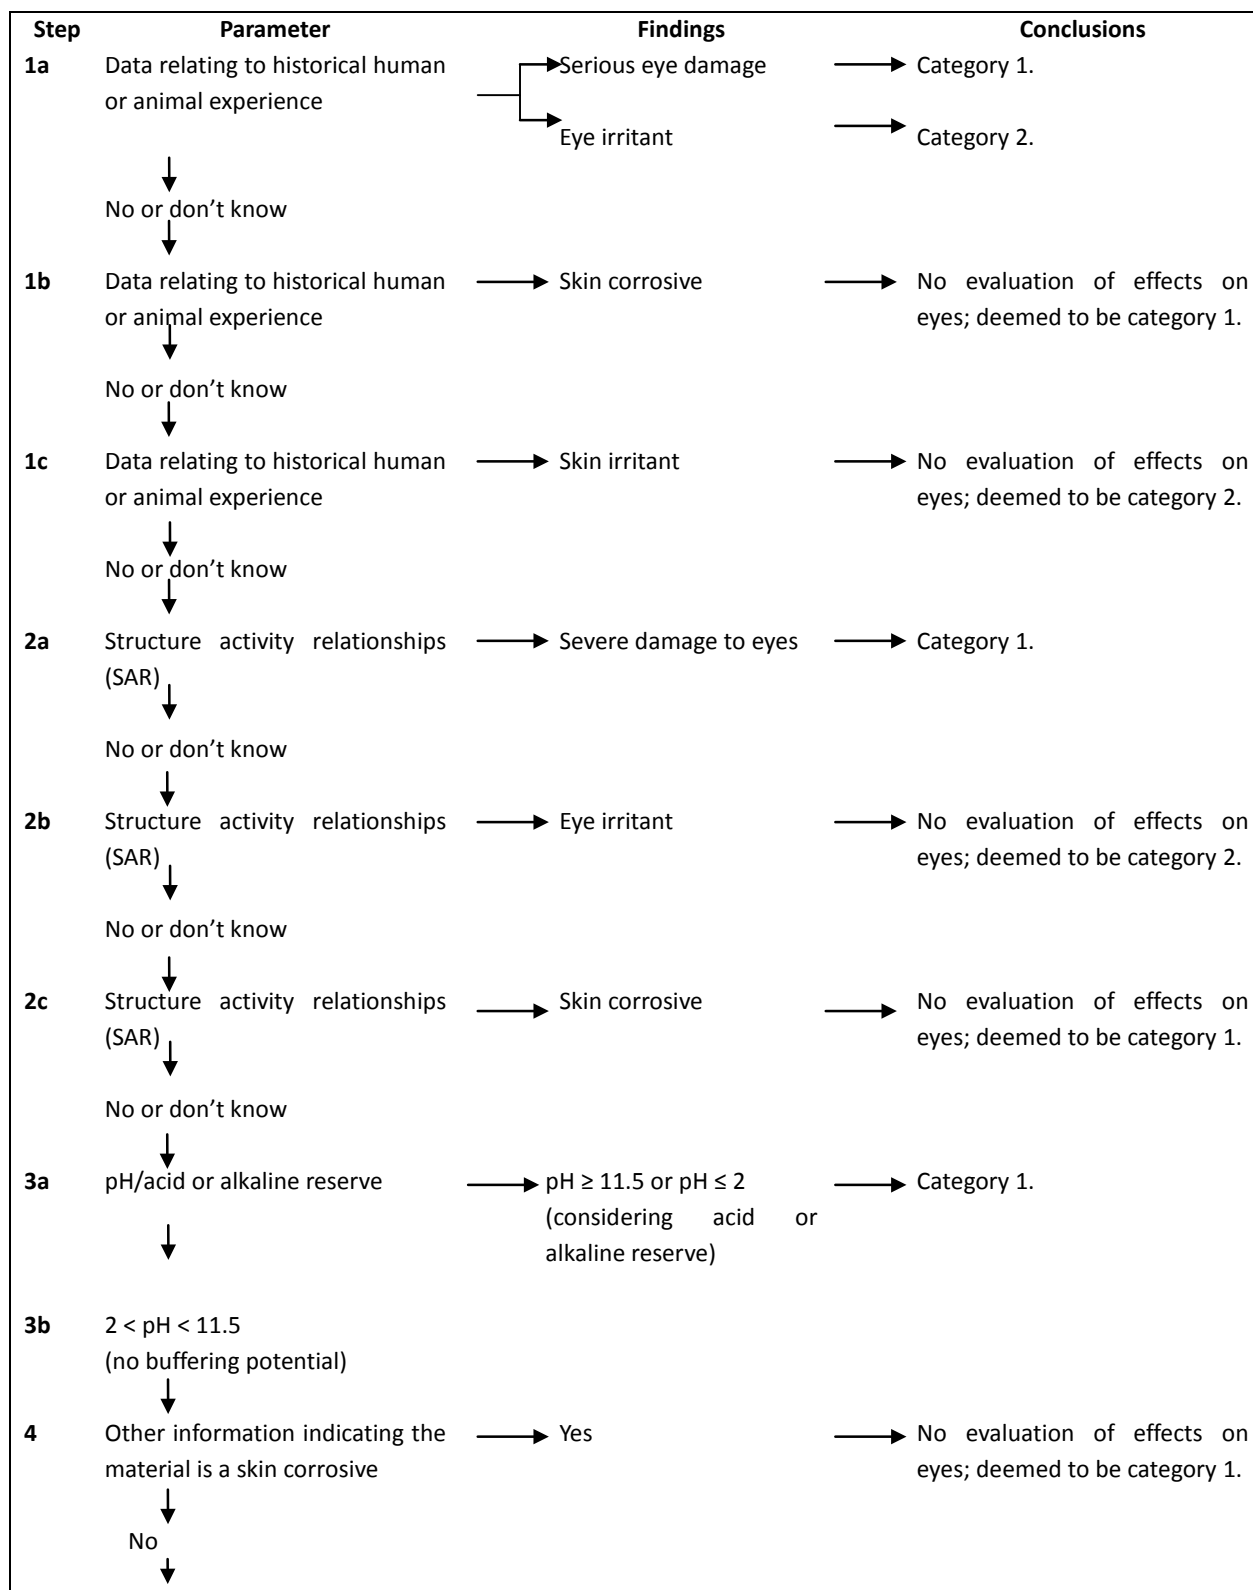 Step Parameter Findings Conclusions
1a Data relating to historical human Serious eye damage Category 1.
or animal experience
Eye irritant Category 2.
No or don’t know
1b Data relating to historical human Skin corrosive No evaluation of effects on
or animal experience eyes; deemed to be category 1.
No or don’t know
1c Data relating to historical human Skin irritant No evaluation of effects on
or animal experience eyes; deemed to be category 2.
No or don’t know
2a Structure activity relationships Severe damage to eyes Category 1.
(SAR)
No or don’t know
2b Structure activity relationships Eye irritant No evaluation of effects on
(SAR) eyes; deemed to be category 2.
No or don’t know
2c Structure activity relationships Skin corrosive No evaluation of effects on
(SAR) eyes; deemed to be category 1.
No or don’t know
3a pH/acid or alkaline reserve pH ≥ 11.5 or pH ≤ 2 Category 1.
(considering acid or
alkaline reserve)
3b 2 < pH < 11.5
(no buffering potential)
4 Other information indicating the Yes No evaluation of effects on
material is a skin corrosive eyes; deemed to be category 1.
No